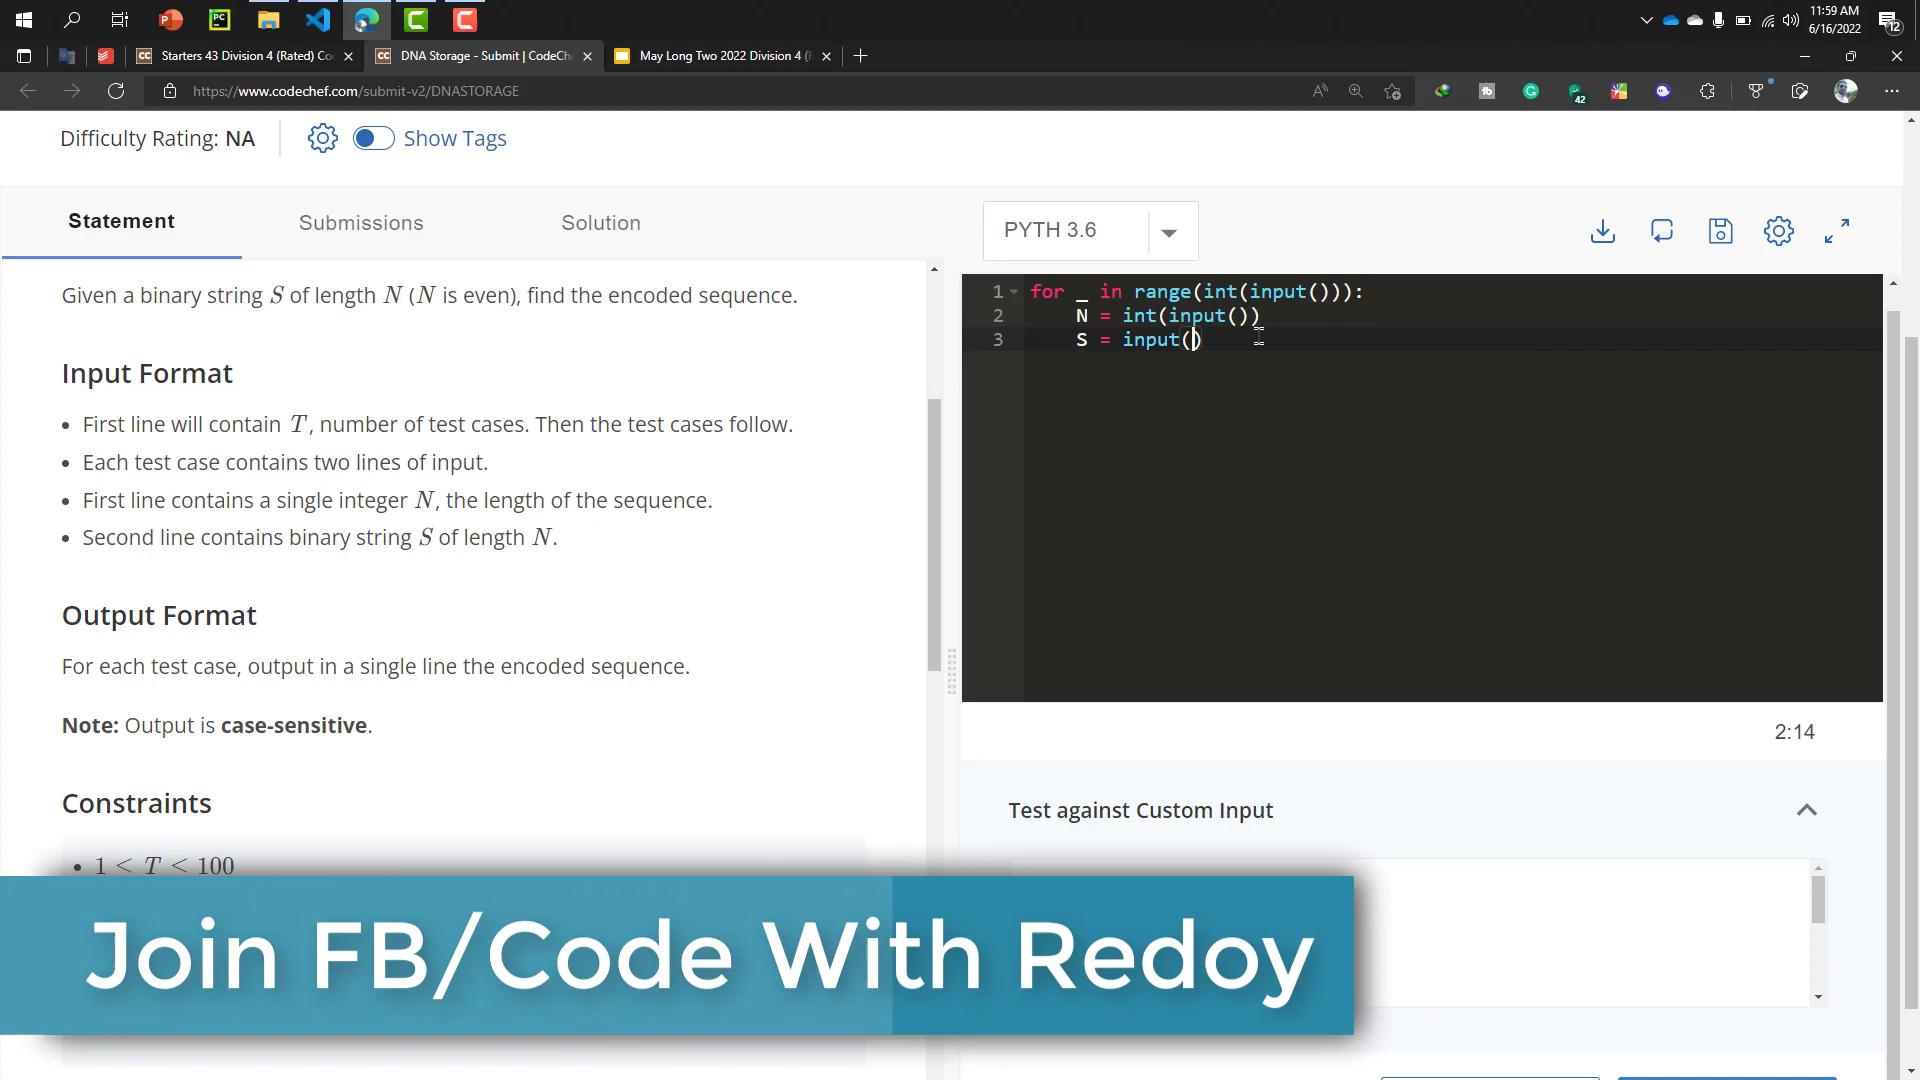 11:59 AM
6/16/2022
12
Starters 43 Division 4 (Rated) Co
DNA Storage - Submit | CodeCh
May Long Two 2022 Division 4 (
https://www.codechef.com/submit-v2/DNASTORAGE
42
Difficulty Rating: NA
Show Tags
Statement
Submissions
Solution
Given a binary string S of length N (N is even), find the encoded sequence.
Input Format
First line will contain T, number of test cases. Then the test cases follow.
Each test case contains two lines of input.
First line contains a single integer N, the length of the sequence.
Second line contains binary string S of length N.
Output Format
For each test case, output in a single line the encoded sequence.
Note: Output is case-sensitive.
Constraints
PYTH 3.6
1 for _ in range(int(input())):
2 N = int(input())
3 S = input()
2:14
Test against Custom Input
Join FB/Code With Redoy